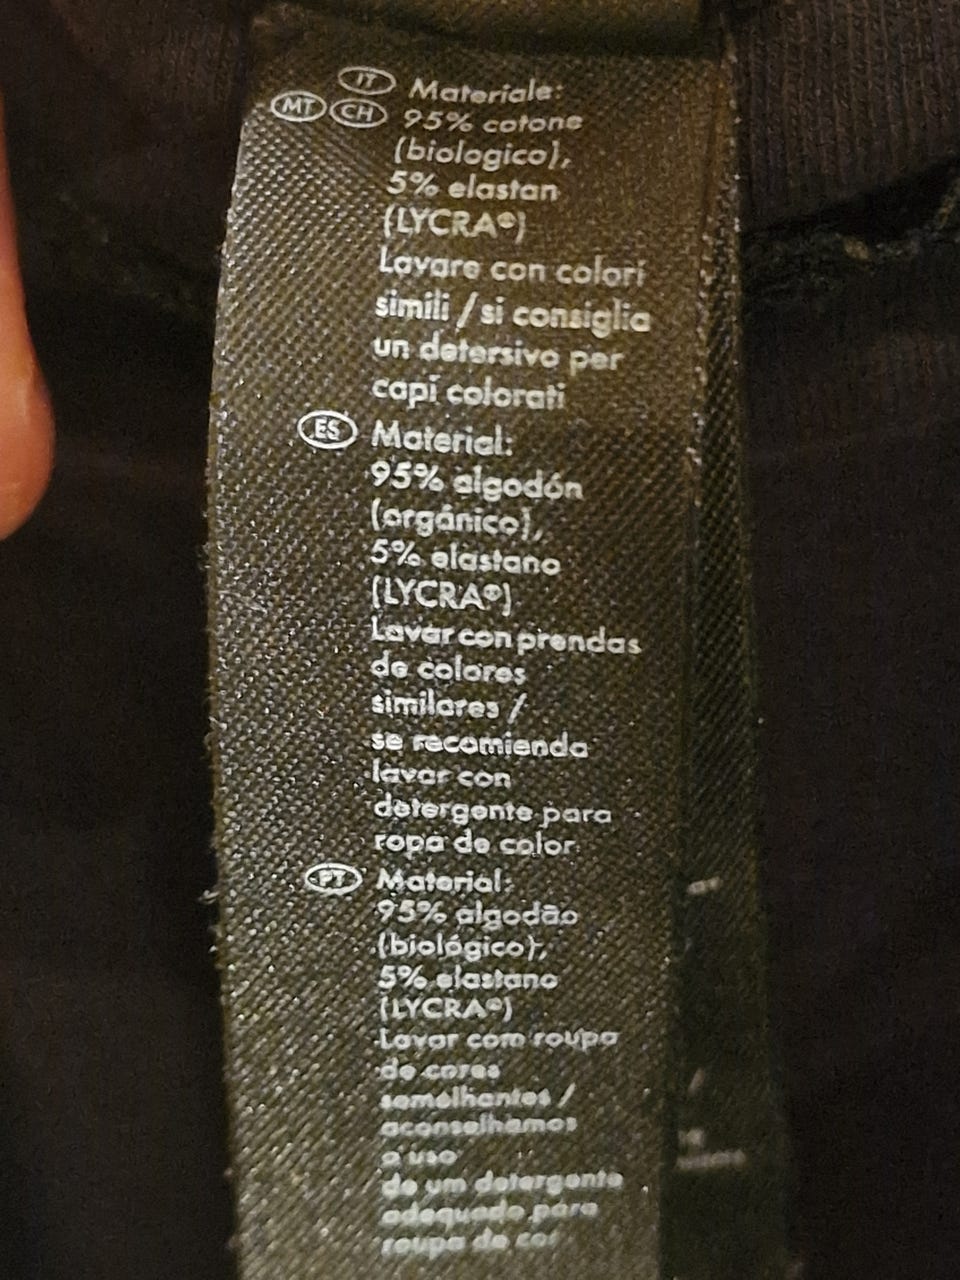 IT Materiale:
MT CH 95% cotone
(biologico),
5% elastan
(LYCRA®)
Lavare con colori
simili / si consiglia
un detersivo per
capi colorati
ES Material:
95% algodón
(orgánico),
5% elastano
(LYCRA®)
Lavar con prendas
de colores
similares /
se recomienda
lavar con
detergente para
ropa de color
PT Material:
95% algodão
(biológico),
5% elastano
(LYCRA®)
Lavar com roupa
de cores
semelhantes /
aconselhamos
o uso
de um detergente
adequado para
roupa de cor